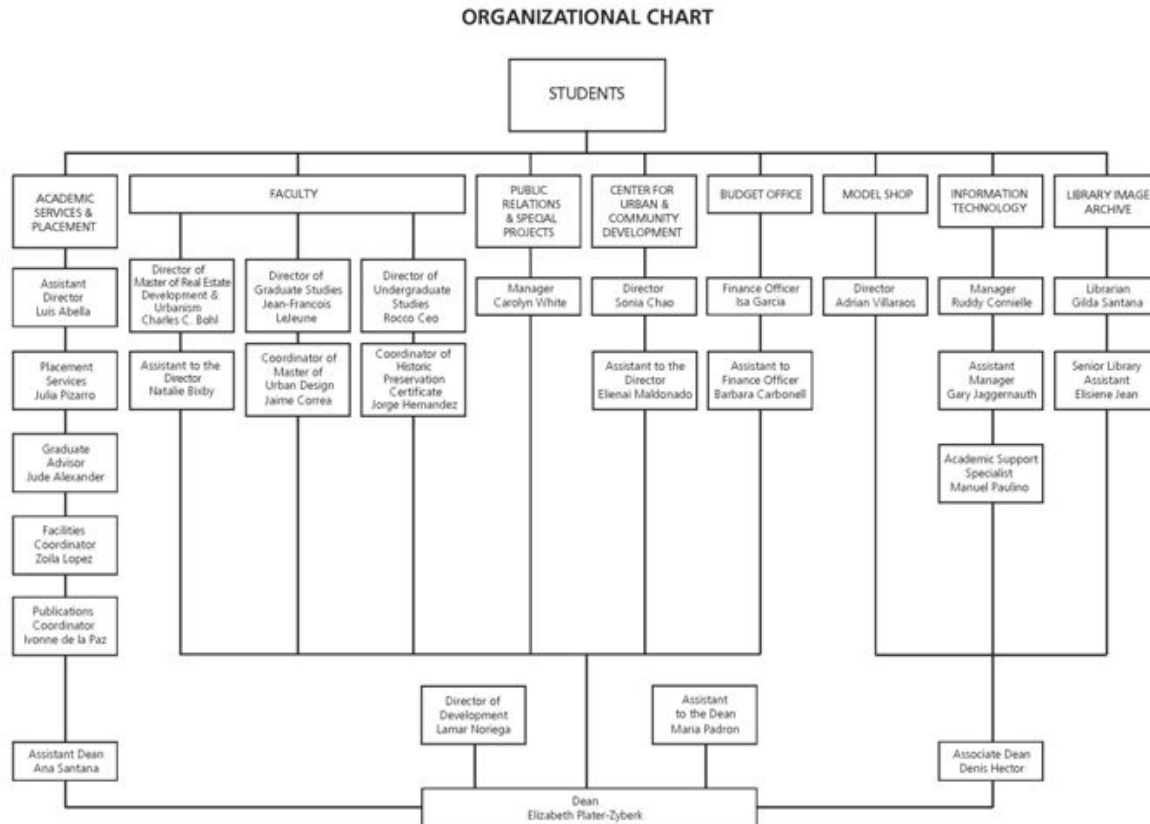 ORGANIZATIONAL CHART
STUDENTS
ACADEMIC
SERVICES &
PLACEMENT
FACULTY
PUBLIC
RELATIONS
& SPECIAL
PROJECTS
CENTER FOR
URBAN &
COMMUNITY
DEVELOPMENT
BUDGET OFFICE
MODEL SHOP
INFORMATION
TECHNOLOGY
LIBRARY IMAGE
ARCHIVE
Assistant
Director
Luis Abella
Director of
Master of Real Estate
Development &
Urbanism
Charles C. Bohl
Director of
Graduate Studies
Jean-Francois
LeJeune
Director of
Undergraduate
Studies
Rocco Ceo
Manager
Carolyn White
Director
Sonia Chao
Finance Officer
Isa Garcia
Director
Adrian Villaraos
Manager
Ruddy Cornielle
Librarian
Gilda Santana
Placement
Services
Julia Pizarro
Assistant to the
Director
Natalie Bixby
Coordinator of
Master of
Urban Design
Jaime Correa
Coordinator of
Historic
Preservation
Certificate
Jorge Hernandez
Assistant to the
Director
Elienai Maldonado
Assistant to
Finance Officer
Barbara Carbonell
Assistant
Manager
Gary Jaggernauth
Senior Library
Assistant
Elisiene Jean
Graduate
Advisor
Jude Alexander
Academic Support
Specialist
Manuel Paulino
Facilities
Coordinator
Zoila Lopez
Publications
Coordinator
Ivonne de la Paz
Director of
Development
Lamar Noriega
Assistant
to the Dean
Maria Padron
Assistant Dean
Ana Santana
Associate Dean
Denis Hector
Dean
Elizabeth Plater-Zyberk